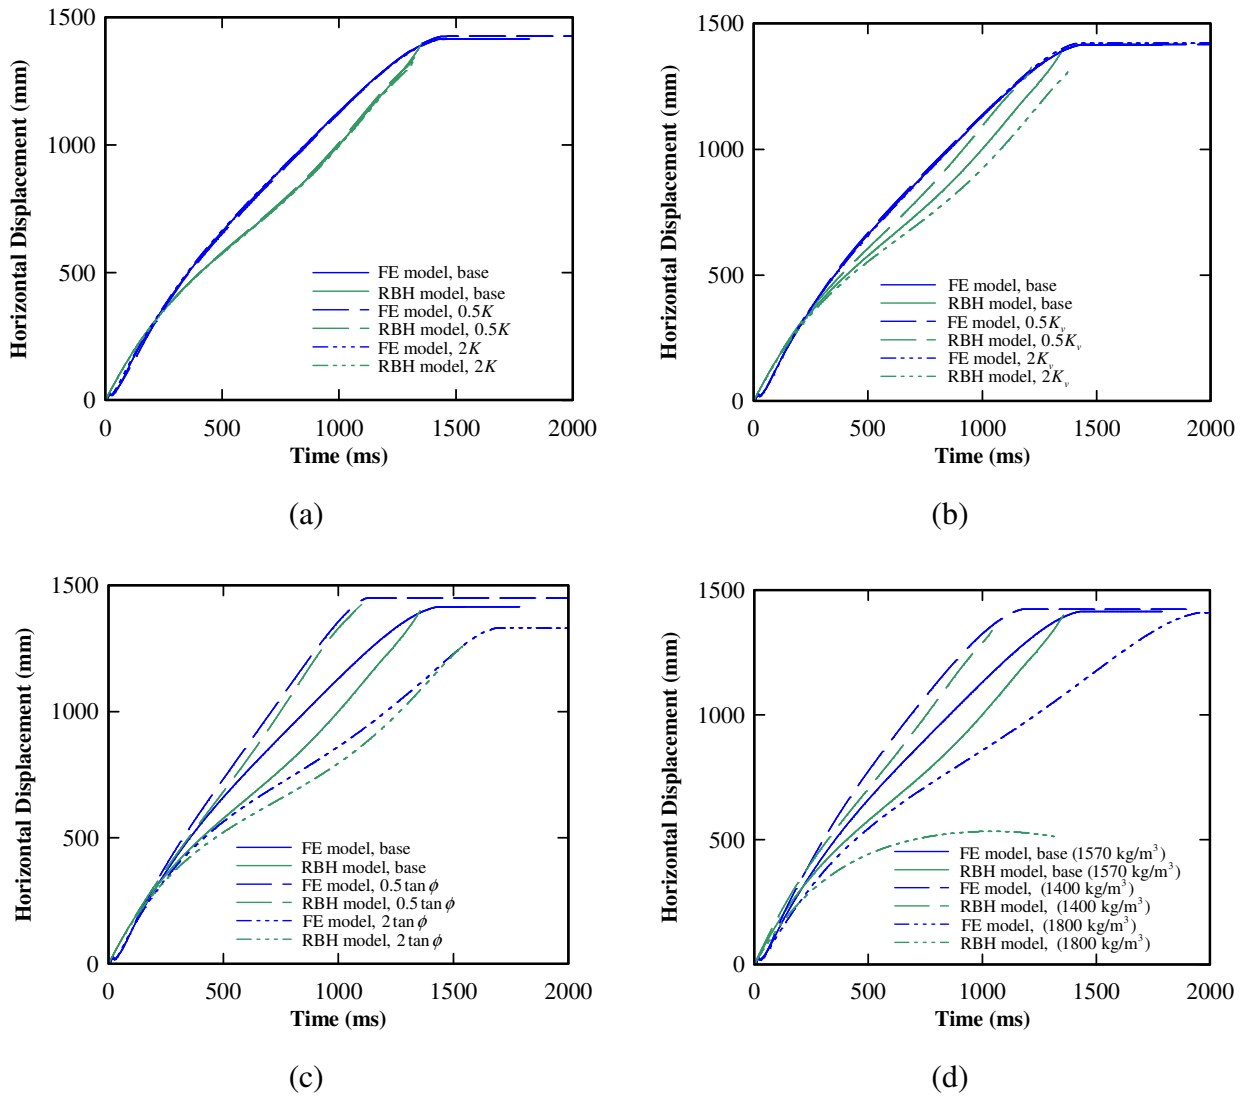 1500
1000
500
0
Horizontal Displacement (mm)
FE model, base
RBH model, base
FE model, 0.5K
RBH model, 0.5K
FE model, 2K
RBH model, 2K
0 500 1000 1500 2000
Time (ms)
(a)
1500
1000
500
0
Horizontal Displacement (mm)
FE model, base
RBH model, base
FE model, 0.5Kᵥ
RBH model, 0.5Kᵥ
FE model, 2Kᵥ
RBH model, 2Kᵥ
0 500 1000 1500 2000
Time (ms)
(b)
1500
1000
500
0
Horizontal Displacement (mm)
FE model, base
RBH model, base
FE model, 0.5 tan ϕ
RBH model, 0.5 tan ϕ
FE model, 2 tan ϕ
RBH model, 2 tan ϕ
0 500 1000 1500 2000
Time (ms)
(c)
1500
1000
500
0
Horizontal Displacement (mm)
FE model, base (1570 kg/m³)
RBH model, base (1570 kg/m³)
FE model, (1400 kg/m³)
RBH model, (1400 kg/m³)
FE model, (1800 kg/m³)
RBH model, (1800 kg/m³)
0 500 1000 1500 2000
Time (ms)
(d)